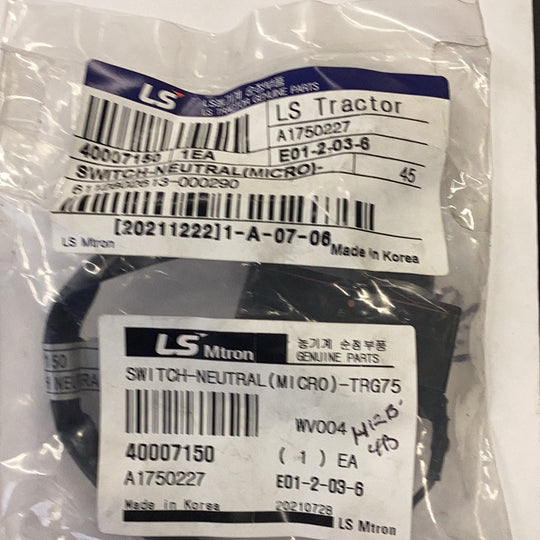 LS LS농기계 순정부품
LS TRACTOR GENUINE PARTS
LS Tractor
A1750227
40007150 1EA
E01-2-03-6
SWITCH-NEUTRAL(MICRO)-
45
6112602613-000290
[20211222]1-A-07-06
LS Mtron
Made in Korea
LS Mtron
농기계 순정부품
GENUINE PARTS
SWITCH-NEUTRAL(MICRO)-TRG75
WV004
40007150
( 1 ) EA
A1750227
E01-2-03-6
Made in Korea
20210728
LS Mtron